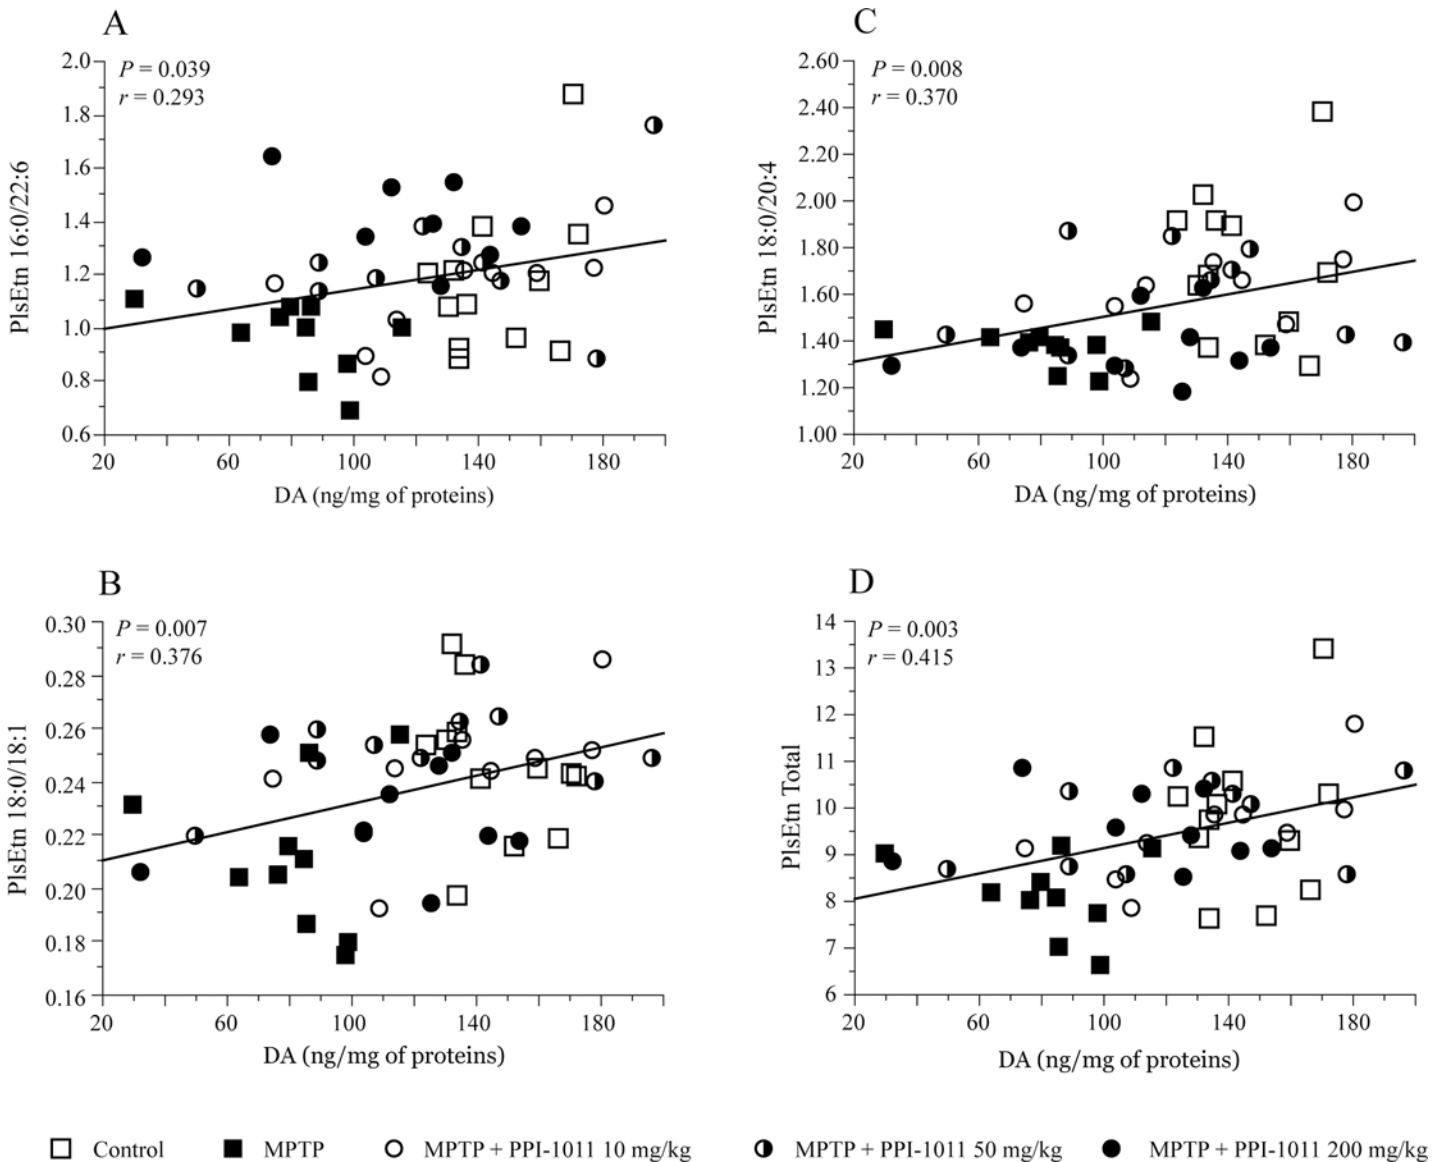 A
P = 0.039
r = 0.293
2.0
1.8
1.6
1.4
1.2
1.0
0.8
0.6
PlsEtn 16:0/22:6
20
60
100
140
180
DA (ng/mg of proteins)
C
P = 0.008
r = 0.370
2.60
2.40
2.20
2.00
1.80
1.60
1.40
1.20
1.00
PlsEtn 18:0/20:4
20
60
100
140
180
DA (ng/mg of proteins)
B
P = 0.007
r = 0.376
0.30
0.28
0.26
0.24
0.22
0.20
0.18
0.16
PlsEtn 18:0/18:1
20
60
100
140
180
DA (ng/mg of proteins)
D
P = 0.003
r = 0.415
14
13
12
11
10
9
8
7
6
PlsEtn Total
20
60
100
140
180
DA (ng/mg of proteins)
Control
MPTP
MPTP + PPI-1011 10 mg/kg
MPTP + PPI-1011 50 mg/kg
MPTP + PPI-1011 200 mg/kg